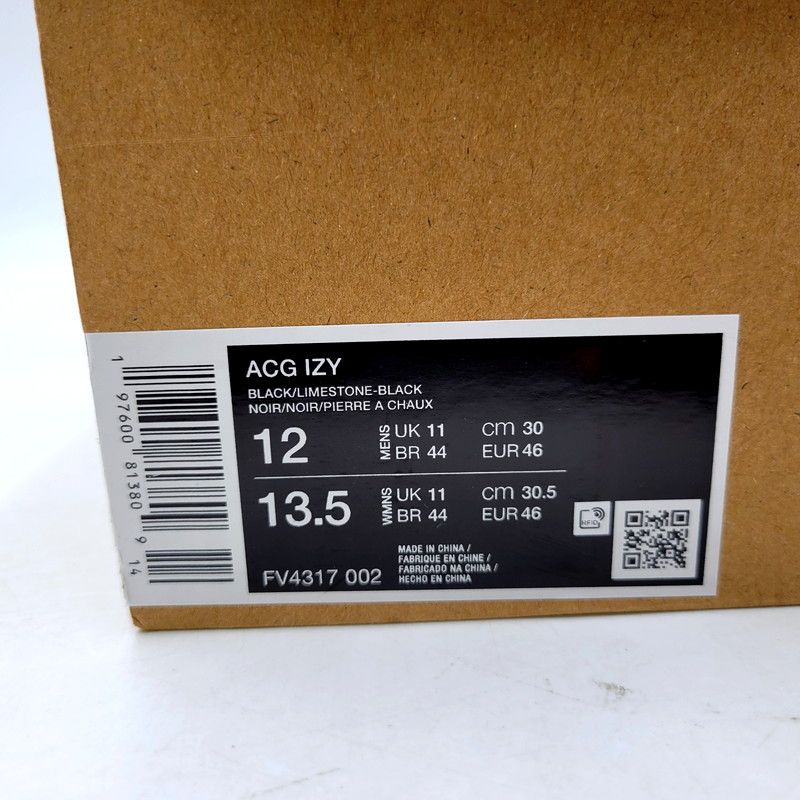 ACG IZY
BLACK/LIMESTONE-BLACK
NOIR/NOIR/PIERRE A CHAUX
12 MENS UK 11 cm 30
BR 44 EUR 46
13.5 WMNS UK 11 cm 30.5
BR 44 EUR 46
RFID
FV4317 002
MADE IN CHINA /
FABRIQUE EN CHINE /
FABRICADO NA CHINA /
HECHO EN CHINA
1 97600 81380 9 14